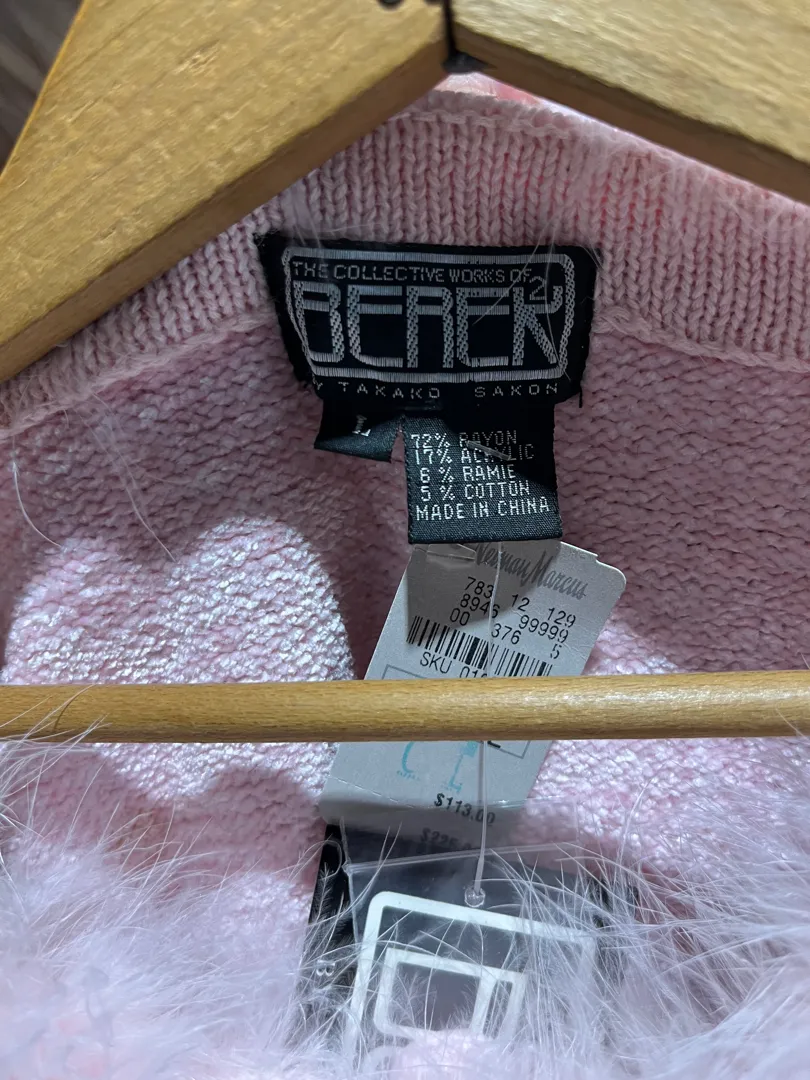 THE COLLECTIVE WORKS OF
BEREK 2
BY TAKAKO SAKON
L
72% RAYON
17% ACRYLIC
6% RAMIE
5% COTTON
MADE IN CHINA
Neiman Marcus
783 12 129
8946 99999
00 376 5
SKU
$113.00